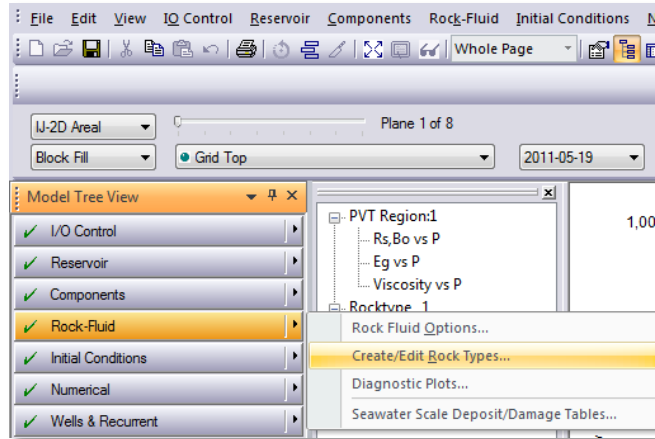 File Edit View IO Control Reservoir Components Rock-Fluid Initial Conditions N
Whole Page
IJ-2D Areal Plane 1 of 8
Block Fill Grid Top 2011-05-19
Model Tree View
I/O Control
Reservoir
Components
Rock-Fluid
Initial Conditions
Numerical
Wells & Recurrent
PVT Region:1
Rs,Bo vs P
Eg vs P
Viscosity vs P
Rocktype 1
Rock Fluid Options...
Create/Edit Rock Types...
Diagnostic Plots...
Seawater Scale Deposit/Damage Tables...
1,00